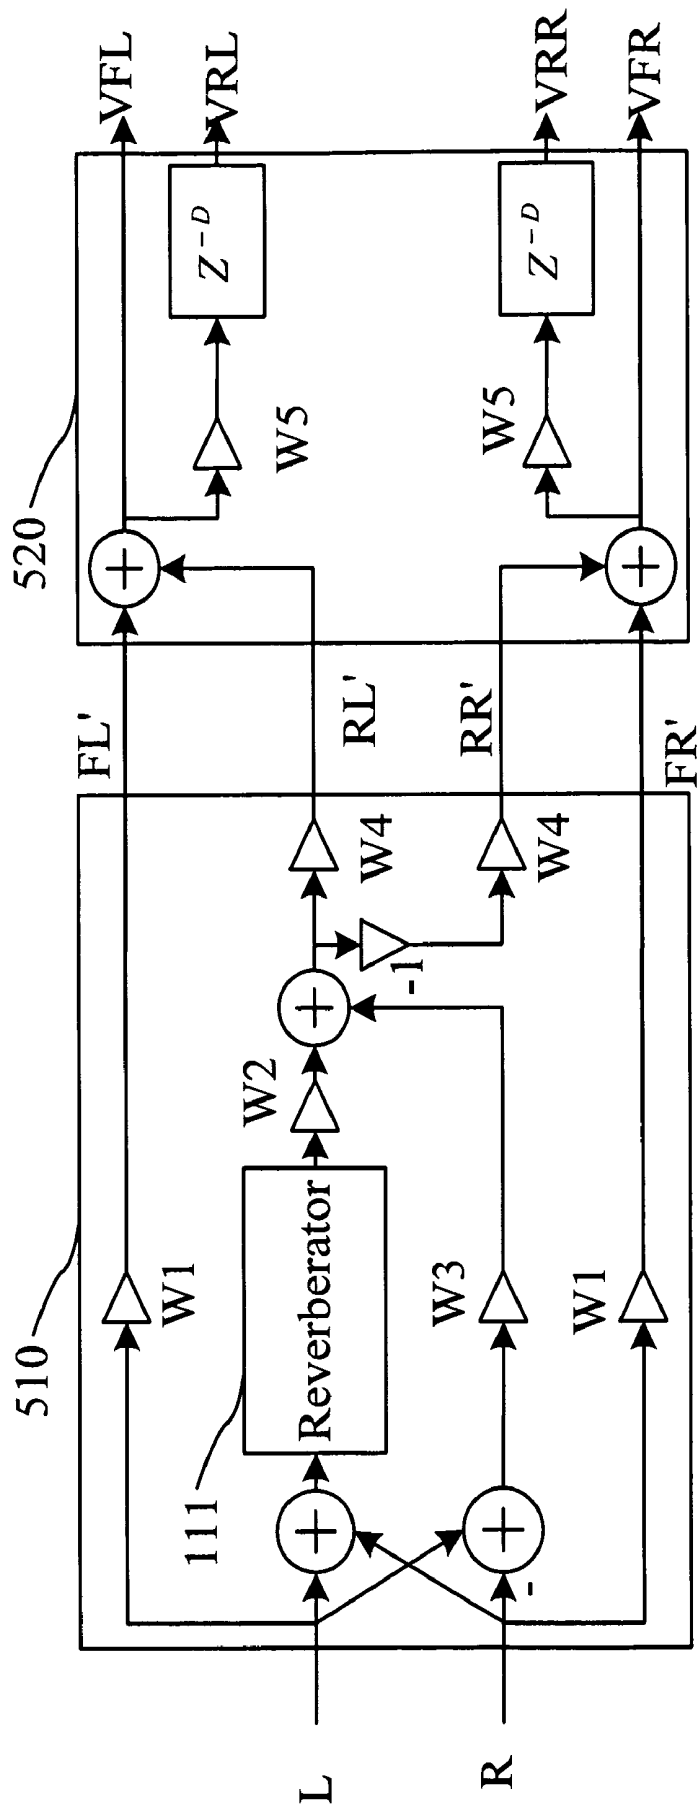 510
520
FL'
VFL
W1
Z^{-D}
VRL
W5
111
Reverberator
W2
+
+
W4
RL'
+
-1
L
R
+
-
W3
W4
RR'
W5
Z^{-D}
VRR
W1
FR'
+
VFR